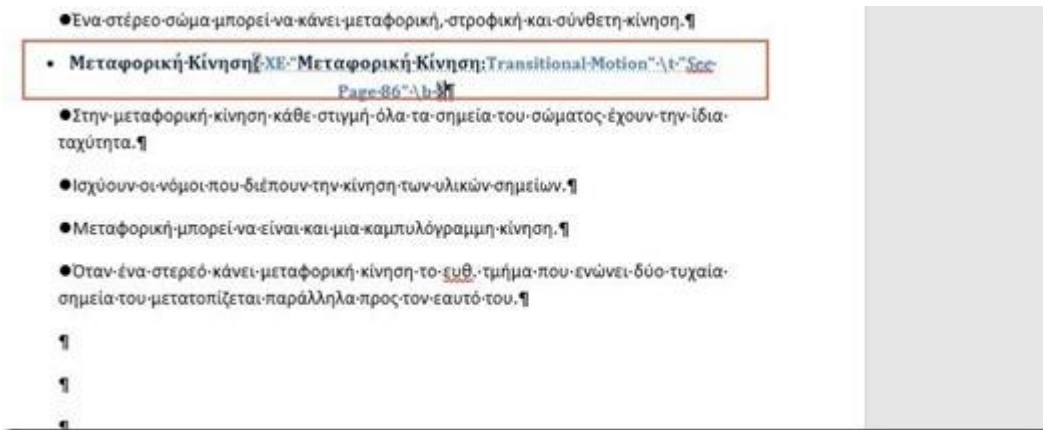 ●Ένα·στέρεο·σώμα·μπορεί·να·κάνει·μεταφορική,·στροφική·και·σύνθετη·κίνηση.¶
• Μεταφορική·Κίνηση{·XE·"Μεταφορική·Κίνηση:Transitional·Motion"·\t·"See·
Page·86"·\b·}¶
●Στην·μεταφορική·κίνηση·κάθε·στιγμή·όλα·τα·σημεία·του·σώματος·έχουν·την·ίδια·
ταχύτητα.¶
●Ισχύουν·οι·νόμοι·που·διέπουν·την·κίνηση·των·υλικών·σημείων.¶
●Μεταφορική·μπορεί·να·είναι·και·μια·καμπυλόγραμμη·κίνηση.¶
●Όταν·ένα·στερεό·κάνει·μεταφορική·κίνηση·το·ευθ.·τμήμα·που·ενώνει·δύο·τυχαία·
σημεία·του·μετατοπίζεται·παράλληλα·προς·τον·εαυτό·του.¶
¶
¶
¶